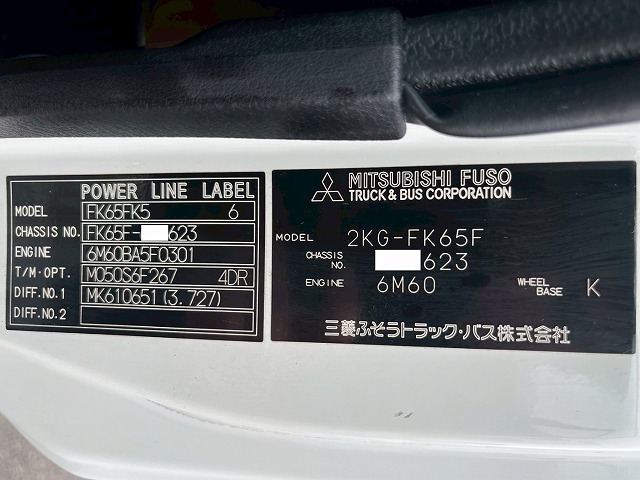 POWER LINE LABEL
MODEL FK65FK5 6
CHASSIS NO. FK65F- 623
ENGINE 6M60BA5F0301
T/M·OPT. M050S6F267 4DR
DIFF.NO.1 MK610651 (3.727)
DIFF.NO.2
MITSUBISHI FUSO
TRUCK & BUS CORPORATION
MODEL 2KG-FK65F
CHASSIS NO. 623
ENGINE 6M60 WHEEL BASE K
三菱ふそうトラック・バス株式会社